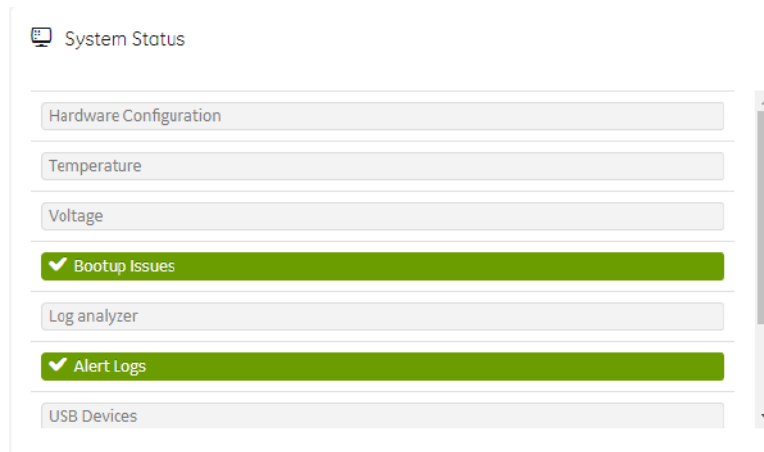 System Status
Hardware Configuration
Temperature
Voltage
Bootup Issues
Log analyzer
Alert Logs
USB Devices